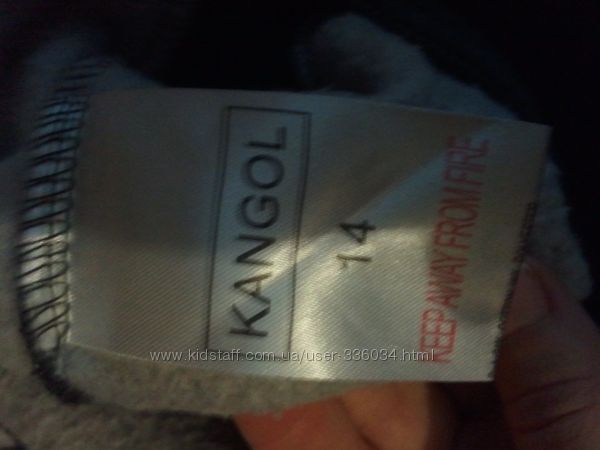 KANGOL
14
KEEP AWAY FROM FIRE
www.kidstaff.com.ua/user-336034.html